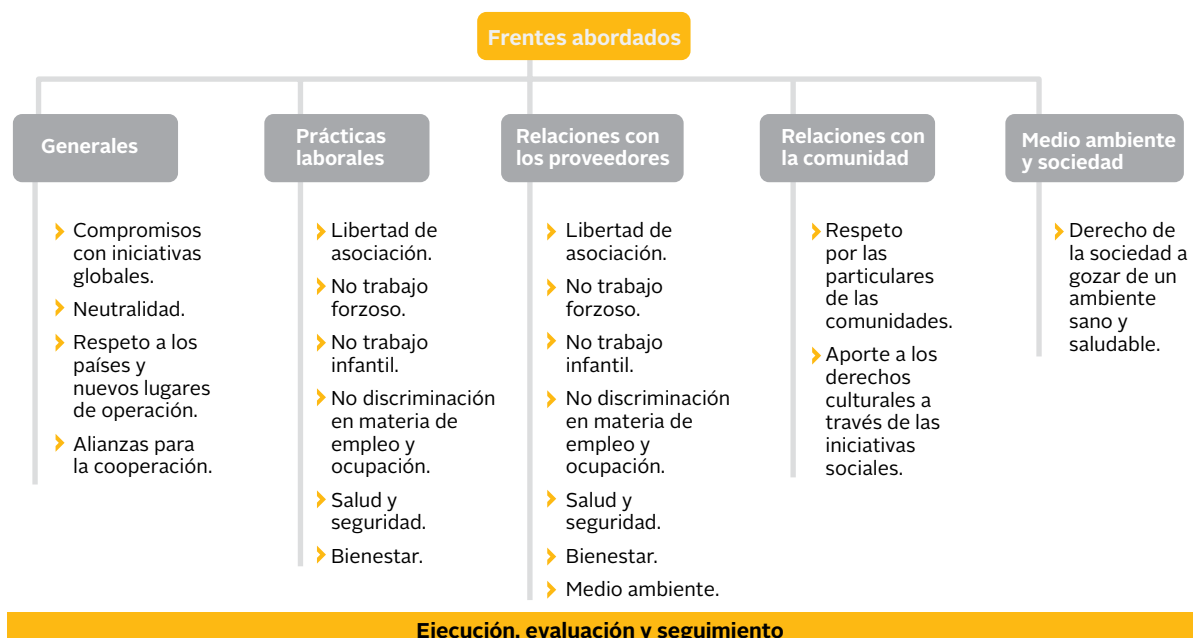 Frentes abordados
Generales
Compromisos
con iniciativas
globales.
Neutralidad.
Respeto a los
países y
nuevos lugares
de operación.
Alianzas para
la cooperación.
Prácticas
laborales
Libertad de
asociación.
No trabajo
forzoso.
No trabajo
infantil.
No discriminación
en materia de
empleo y
ocupación.
Salud y
seguridad.
Bienestar.
Relaciones con
los proveedores
Libertad de
asociación.
No trabajo
forzoso.
No trabajo
infantil.
No discriminación
en materia de
empleo y
ocupación.
Salud y
seguridad.
Bienestar.
Medio ambiente.
Relaciones con
la comunidad
Respeto
por las
particulares
de las
comunidades.
Aporte a los
derechos
culturales a
través de las
iniciativas
sociales.
Medio ambiente
y sociedad
Derecho de
la sociedad a
gozar de un
ambiente
sano y
saludable.
Ejecución, evaluación y seguimiento